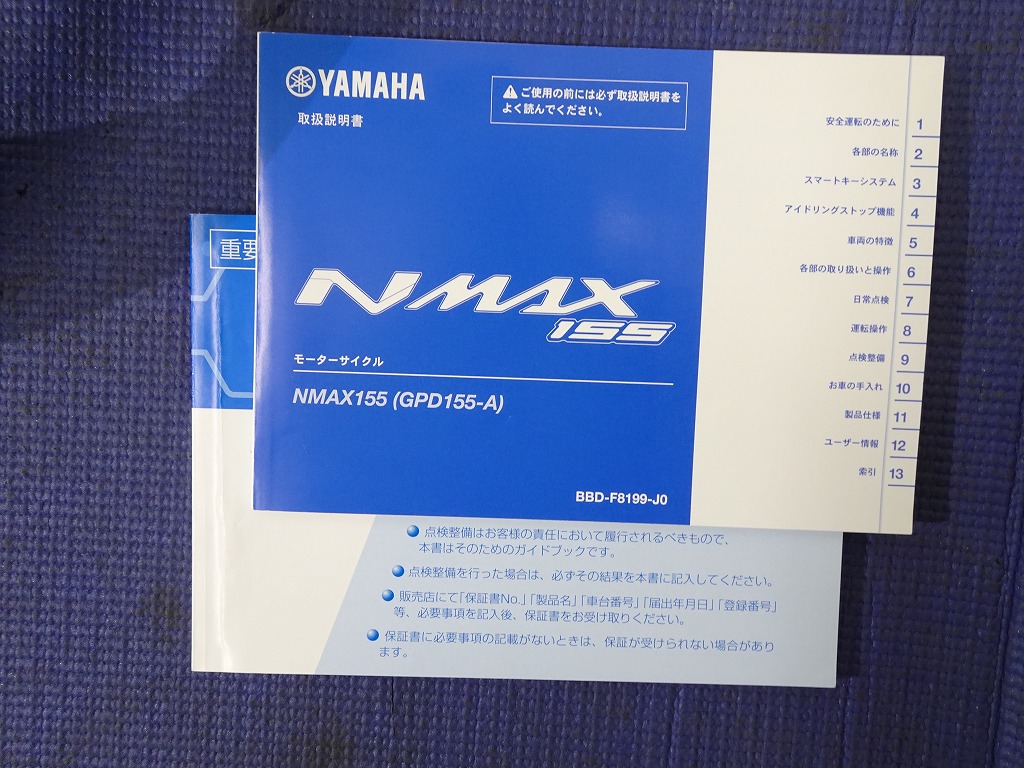 YAMAHA
取扱説明書
ご使用の前には必ず取扱説明書を
よく読んでください。
NMAX
155
モーターサイクル
NMAX155 (GPD155-A)
BBD-F8199-J0
安全運転のために 1
各部の名称 2
スマートキーシステム 3
アイドリングストップ機能 4
車両の特徴 5
各部の取り扱いと操作 6
日常点検 7
運転操作 8
点検整備 9
お車の手入れ 10
製品仕様 11
ユーザー情報 12
索引 13
重要
● 点検整備はお客様の責任において履行されるべきもので、
本書はそのためのガイドブックです。
● 点検整備を行った場合は、必ずその結果を本書に記入してください。
● 販売店にて「保証書No.」「製品名」「車台番号」「届出年月日」「登録番号」
等、必要事項を記入後、保証書をお受け取りください。
● 保証書に必要事項の記載がないときは、保証が受けられない場合があり
ます。